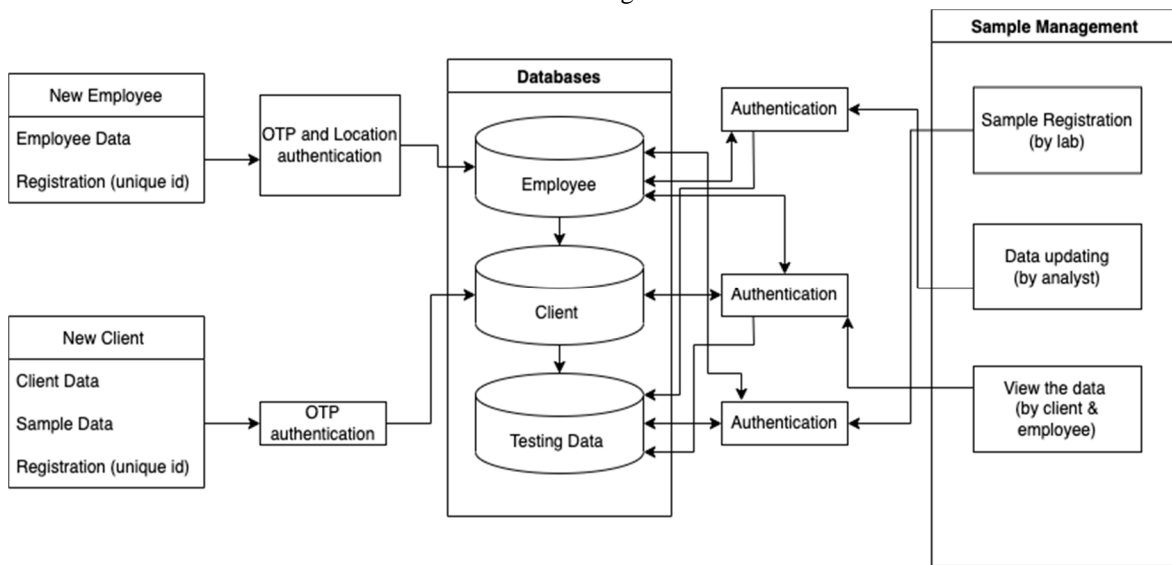 New Employee
Employee Data
Registration (unique id)
OTP and Location
authentication
New Client
Client Data
Sample Data
Registration (unique id)
OTP
authentication
Databases
Employee
Client
Testing Data
Authentication
Authentication
Authentication
Sample Management
Sample Registration
(by lab)
Data updating
(by analyst)
View the data
(by client &
employee)